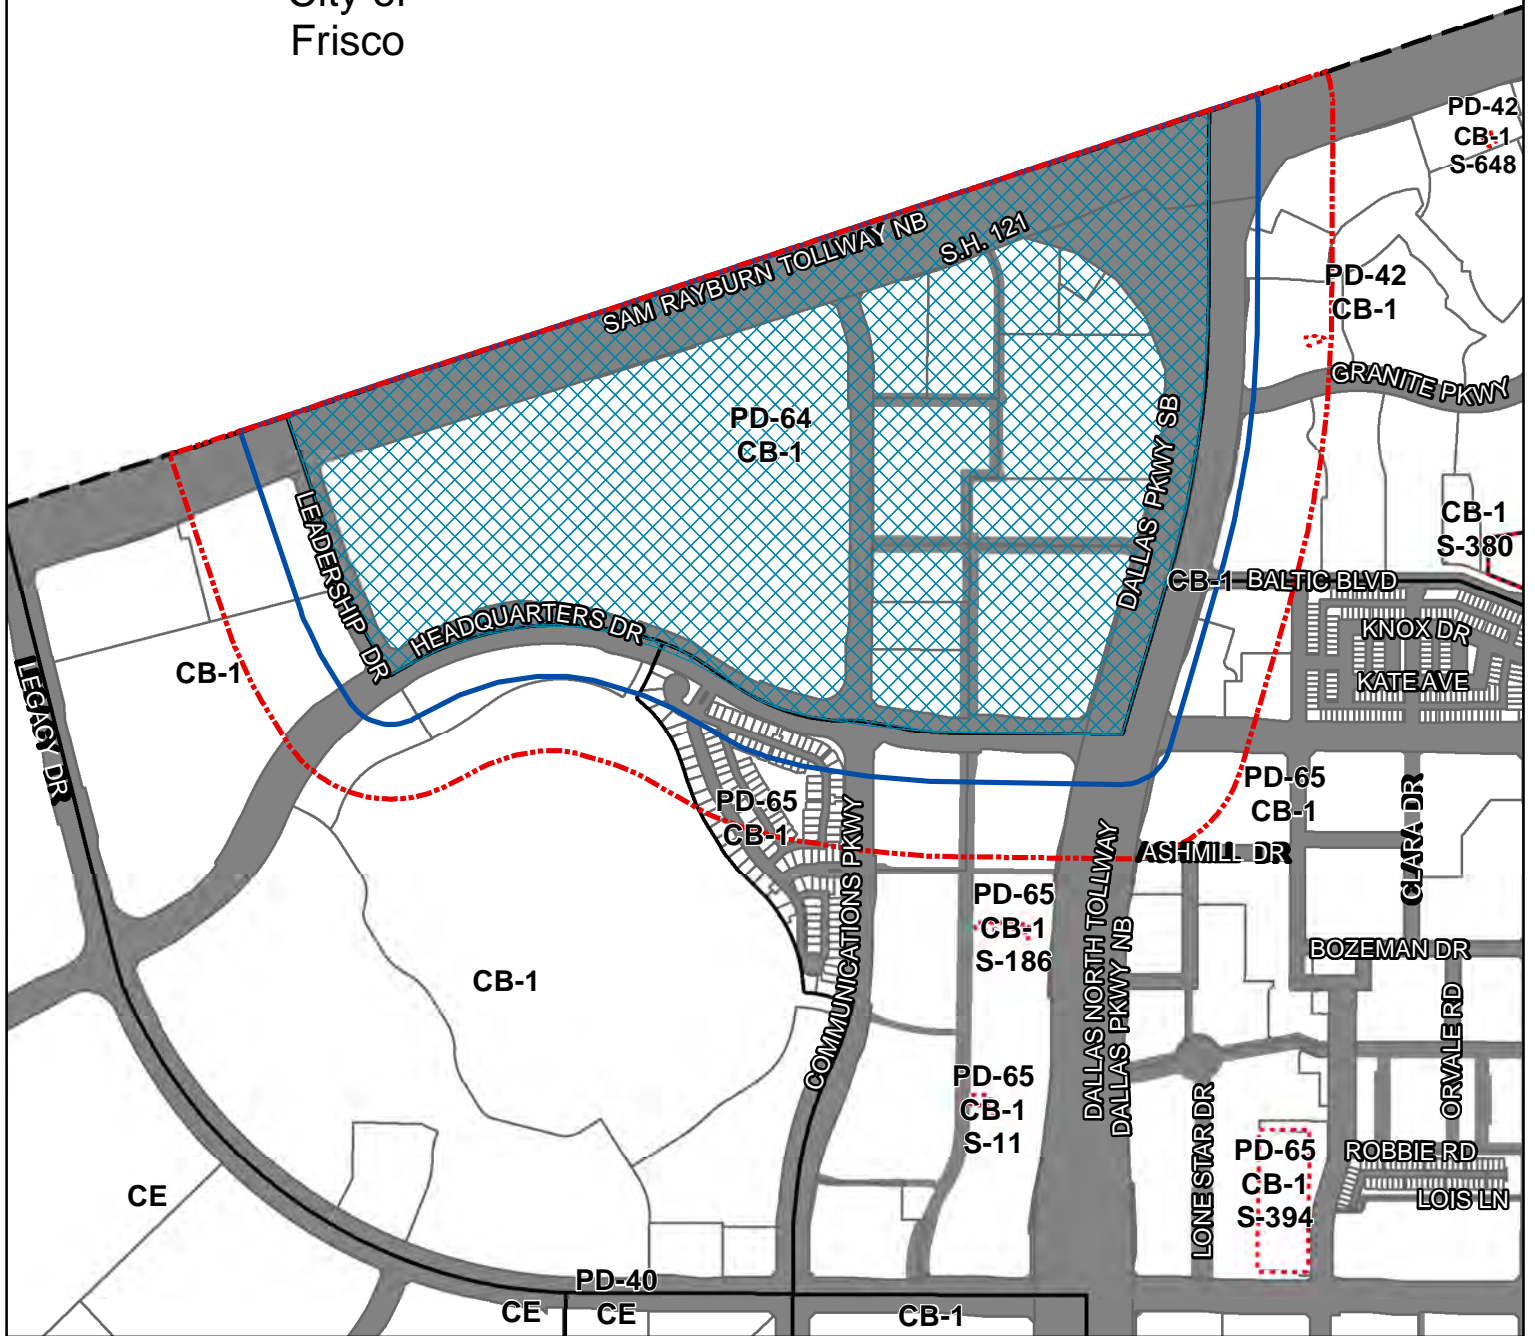 City of
Frisco
PD-42
CB-1
S-648
SAM RAYBURN TOLLWAY NB
S.H. 121
PD-42
CB-1
GRANITE PKWY
PD-64
CB-1
DALLAS PKWY SB
LEADERSHIP DR
CB-1
S-380
CB-1
BALTIC BLVD
HEADQUARTERS DR
KNOX DR
KATE AVE
CB-1
LEGACY DR
PD-65
CB-1
PD-65
CB-1
CLARA DR
COMMUNICATIONS PKWY
ASHMILL DR
PD-65
CB-1
S-186
DALLAS NORTH TOLLWAY
DALLAS PKWY NB
BOZEMAN DR
CB-1
ORVALE RD
PD-65
CB-1
S-11
LONE STAR DR
PD-65
CB-1
S-394
ROBBIE RD
LOIS LN
CE
PD-40
CE
CE
CB-1